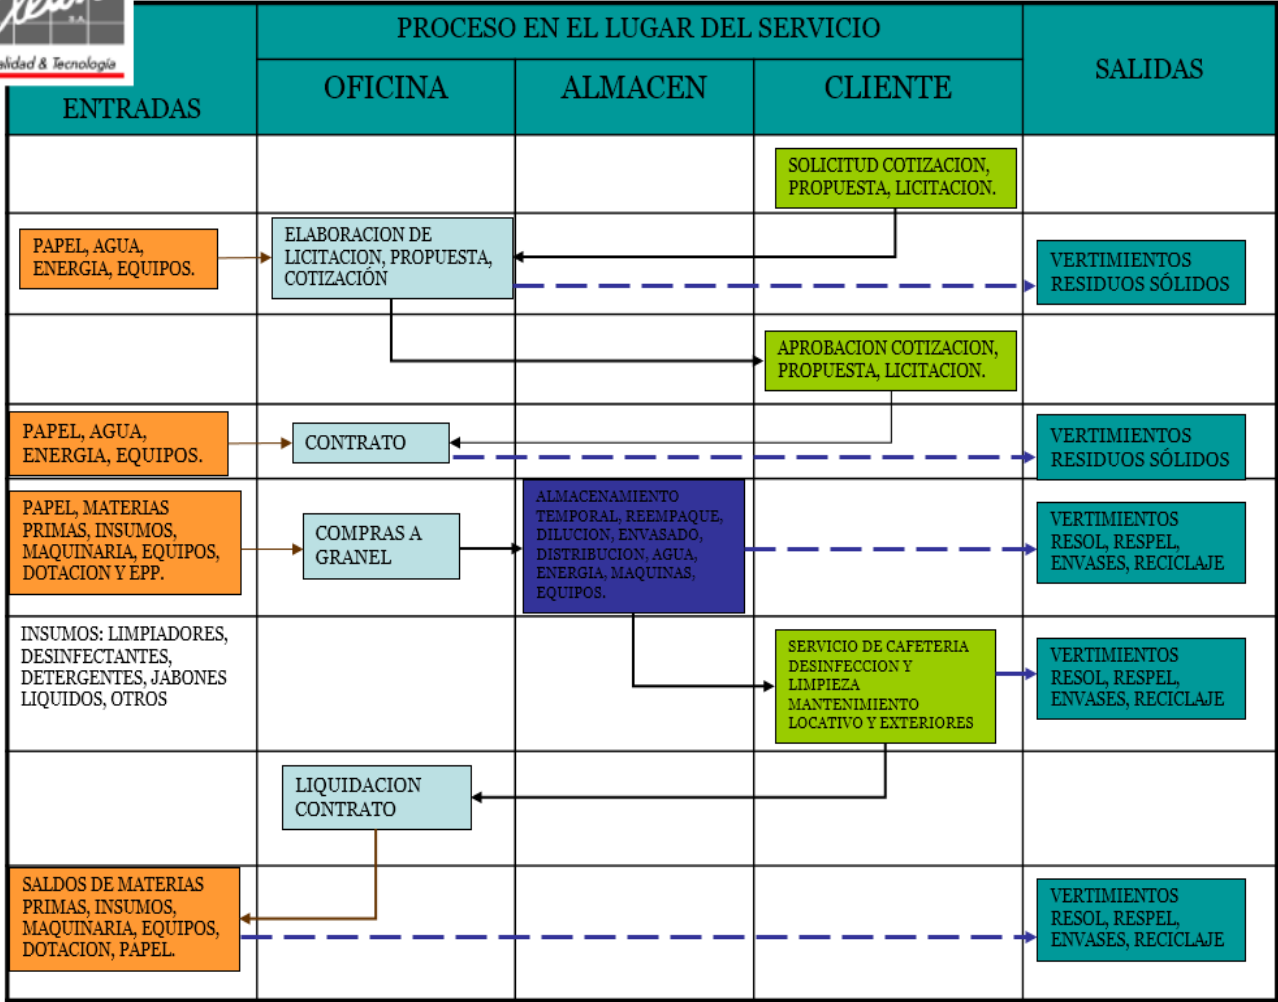 S.A.
alidad & Tecnología
PROCESO EN EL LUGAR DEL SERVICIO
ENTRADAS
OFICINA
ALMACEN
CLIENTE
SALIDAS
SOLICITUD COTIZACION,
PROPUESTA, LICITACION.
PAPEL, AGUA,
ENERGIA, EQUIPOS.
ELABORACION DE
LICITACION, PROPUESTA,
COTIZACIÓN
VERTIMIENTOS
RESIDUOS SÓLIDOS
APROBACION COTIZACION,
PROPUESTA, LICITACION.
PAPEL, AGUA,
ENERGIA, EQUIPOS.
CONTRATO
VERTIMIENTOS
RESIDUOS SÓLIDOS
PAPEL, MATERIAS
PRIMAS, INSUMOS,
MAQUINARIA, EQUIPOS,
DOTACION Y EPP.
COMPRAS A
GRANEL
ALMACENAMIENTO
TEMPORAL, REEMPAQUE,
DILUCION, ENVASADO,
DISTRIBUCION, AGUA,
ENERGIA, MAQUINAS,
EQUIPOS.
VERTIMIENTOS
RESOL, RESPEL,
ENVASES, RECICLAJE
INSUMOS: LIMPIADORES,
DESINFECTANTES,
DETERGENTES, JABONES
LIQUIDOS, OTROS
SERVICIO DE CAFETERIA
DESINFECCION Y
LIMPIEZA
MANTENIMIENTO
LOCATIVO Y EXTERIORES
VERTIMIENTOS
RESOL, RESPEL,
ENVASES, RECICLAJE
LIQUIDACION
CONTRATO
SALDOS DE MATERIAS
PRIMAS, INSUMOS,
MAQUINARIA, EQUIPOS,
DOTACION, PAPEL.
VERTIMIENTOS
RESOL, RESPEL,
ENVASES, RECICLAJE